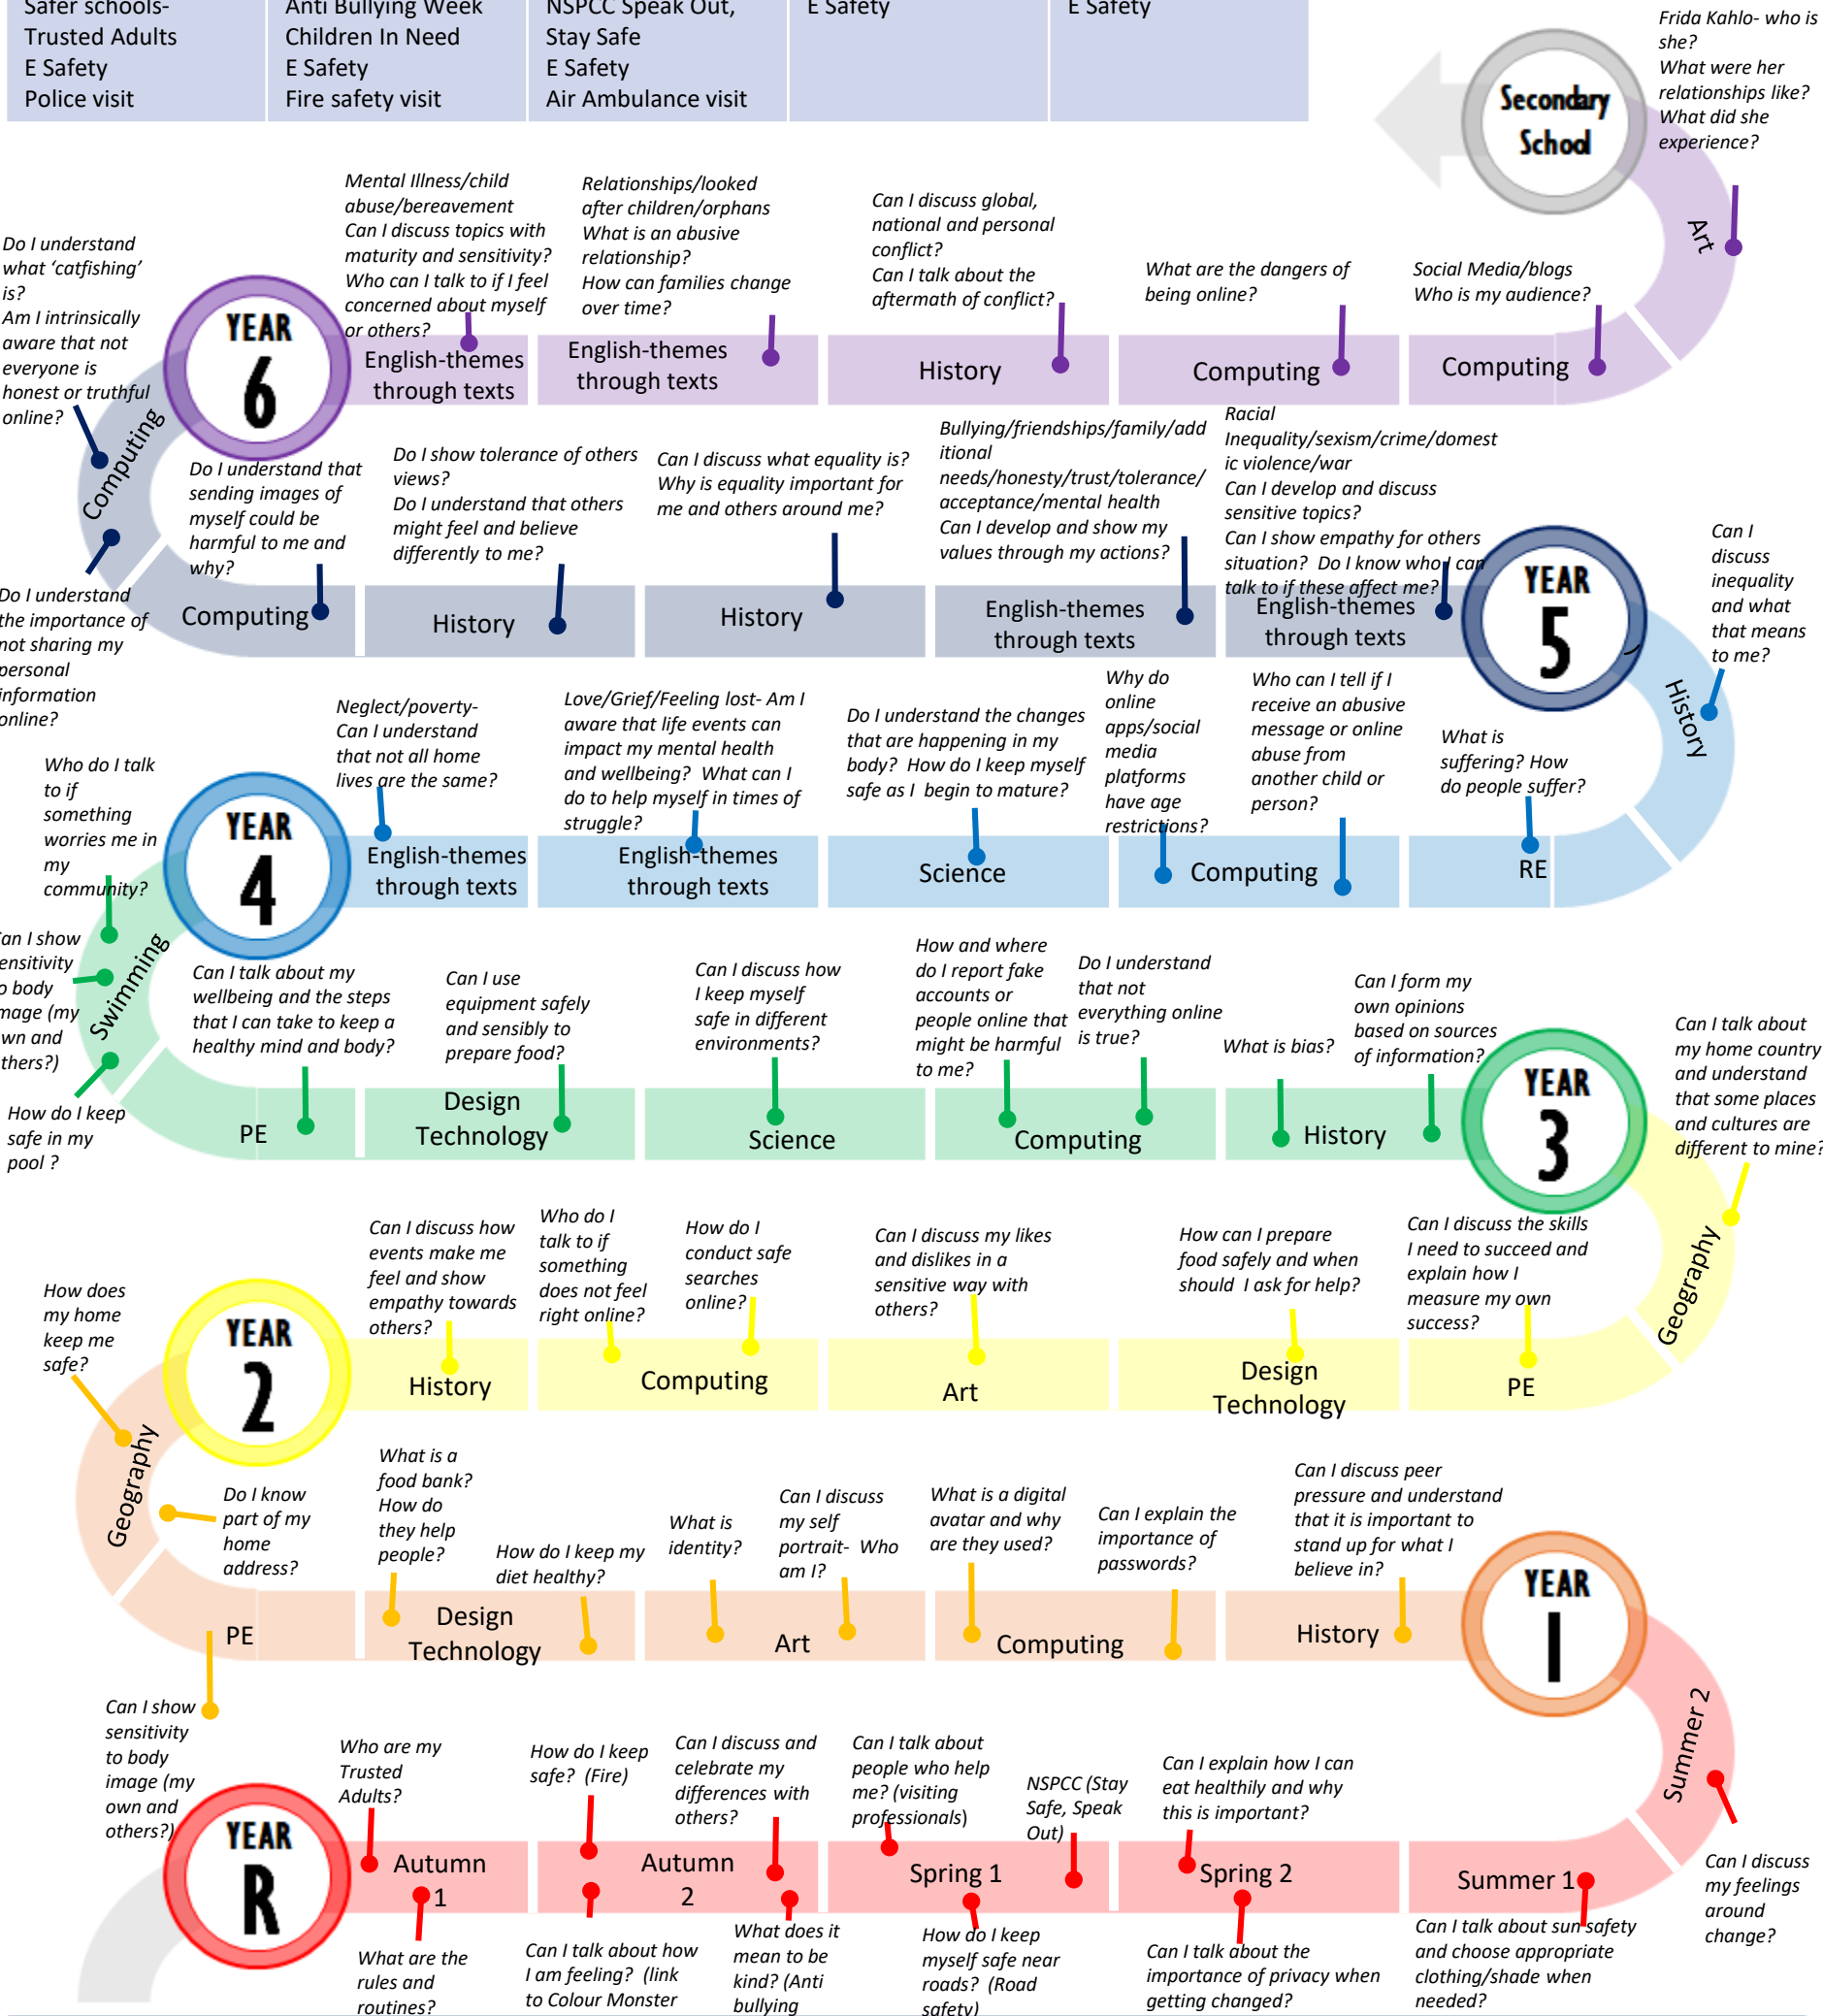 Safer schools-
Trusted Adults
E Safety
Police visit
Anti Bullying Week
Children In Need
E Safety
Fire safety visit
NSPCC Speak Out,
Stay Safe
E Safety
Air Ambulance visit
E Safety
E Safety
Frida Kahlo- who is
she?
What were her
relationships like?
What did she
experience?
Secondary
School
Art
Mental Illness/child
abuse/bereavement
Can I discuss topics with
maturity and sensitivity?
Who can I talk to if I feel
concerned about myself
or others?
Relationships/looked
after children/orphans
What is an abusive
relationship?
How can families change
over time?
Can I discuss global,
national and personal
conflict?
Can I talk about the
aftermath of conflict?
What are the dangers of
being online?
Social Media/blogs
Who is my audience?
YEAR
6
English-themes
through texts
English-themes
through texts
History
Computing
Computing
Do I understand
what ‘catfishing’
is?
Am I intrinsically
aware that not
everyone is
honest or truthful
online?
Computing
Do I understand
the importance of
not sharing my
personal
information
online?
Do I understand that
sending images of
myself could be
harmful to me and
why?
Do I show tolerance of others
views?
Do I understand that others
might feel and believe
differently to me?
Can I discuss what equality is?
Why is equality important for
me and others around me?
Bullying/friendships/family/add
itional
needs/honesty/trust/tolerance/
acceptance/mental health
Can I develop and show my
values through my actions?
Racial
Inequality/sexism/crime/domest
ic violence/war
Can I develop and discuss
sensitive topics?
Can I show empathy for others
situation?  Do I know who I can
talk to if these affect me?
Computing
History
History
English-themes
through texts
English-themes
through texts
YEAR
5
Can I
discuss
inequality
and what
that means
to me?
History
Neglect/poverty-
Can I understand
that not all home
lives are the same?
Love/Grief/Feeling lost- Am I
aware that life events can
impact my mental health
and wellbeing?  What can I
do to help myself in times of
struggle?
Do I understand the changes
that are happening in my
body?  How do I keep myself
safe as I  begin to mature?
Why do
online
apps/social
media
platforms
have age
restrictions?
Who can I tell if I
receive an abusive
message or online
abuse from
another child or
person?
What is
suffering? How
do people suffer?
YEAR
4
English-themes
through texts
English-themes
through texts
Science
Computing
RE
Who do I talk
to if
something
worries me in
my
community?
Can I show
sensitivity
to body
image (my
own and
others?)
Swimming
How do I keep
safe in my
pool ?
Can I talk about my
wellbeing and the steps
that I can take to keep a
healthy mind and body?
Can I use
equipment safely
and sensibly to
prepare food?
Can I discuss how
I keep myself
safe in different
environments?
How and where
do I report fake
accounts or
people online that
might be harmful
to me?
Do I understand
that not
everything online
is true?
What is bias?
Can I form my
own opinions
based on sources
of information?
PE
Design
Technology
Science
Computing
History
YEAR
3
Can I talk about
my home country
and understand
that some places
and cultures are
different to mine?
Geography
Can I discuss how
events make me
feel and show
empathy towards
others?
Who do I
talk to if
something
does not feel
right online?
How do I
conduct safe
searches
online?
Can I discuss my likes
and dislikes in a
sensitive way with
others?
How can I prepare
food safely and when
should  I ask for help?
Can I discuss the skills
I need to succeed and
explain how I
measure my own
success?
YEAR
2
History
Computing
Art
Design
Technology
PE
How does
my home
keep me
safe?
Geography
Do I know
part of my
home
address?
What is a
food bank?
How do
they help
people?
How do I keep my
diet healthy?
What is
identity?
Can I discuss
my self
portrait-  Who
am I?
What is a digital
avatar and why
are they used?
Can I explain the
importance of
passwords?
Can I discuss peer
pressure and understand
that it is important to
stand up for what I
believe in?
PE
Design
Technology
Art
Computing
History
YEAR
1
Can I show
sensitivity
to body
image (my
own and
others?)
Summer 2
Who are my
Trusted
Adults?
How do I keep
safe?  (Fire)
Can I discuss and
celebrate my
differences with
others?
Can I talk about
people who help
me? (visiting
professionals)
NSPCC (Stay
Safe, Speak
Out)
Can I explain how I can
eat healthily and why
this is important?
YEAR
R
Autumn
1
Autumn
2
Spring 1
Spring 2
Summer 1
Can I discuss
my feelings
around
change?
What are the
rules and
routines?
Can I talk about how
I am feeling?  (link
to Colour Monster
What does it
mean to be
kind? (Anti
bullying
How do I keep
myself safe near
roads?  (Road
safety)
Can I talk about the
importance of privacy when
getting changed?
Can I talk about sun safety
and choose appropriate
clothing/shade when
needed?